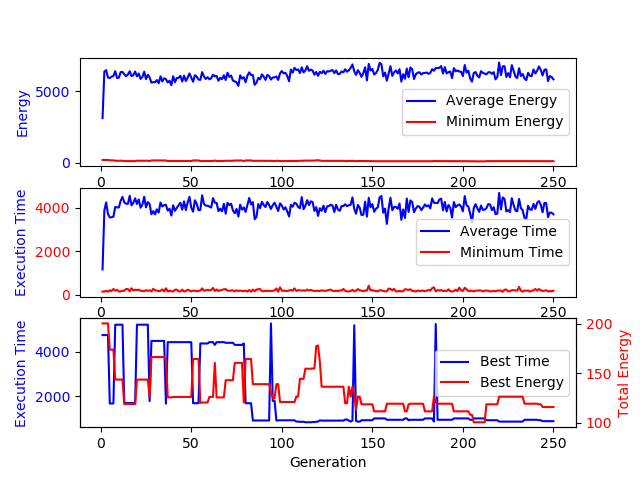 Energy
5000
0
Average Energy
Minimum Energy
0 50 100 150 200 250
Execution Time
4000
2000
0
Average Time
Minimum Time
0 50 100 150 200 250
Execution Time
4000
2000
Best Time
Best Energy
200
150
100
Total Energy
0 50 100 150 200 250
Generation